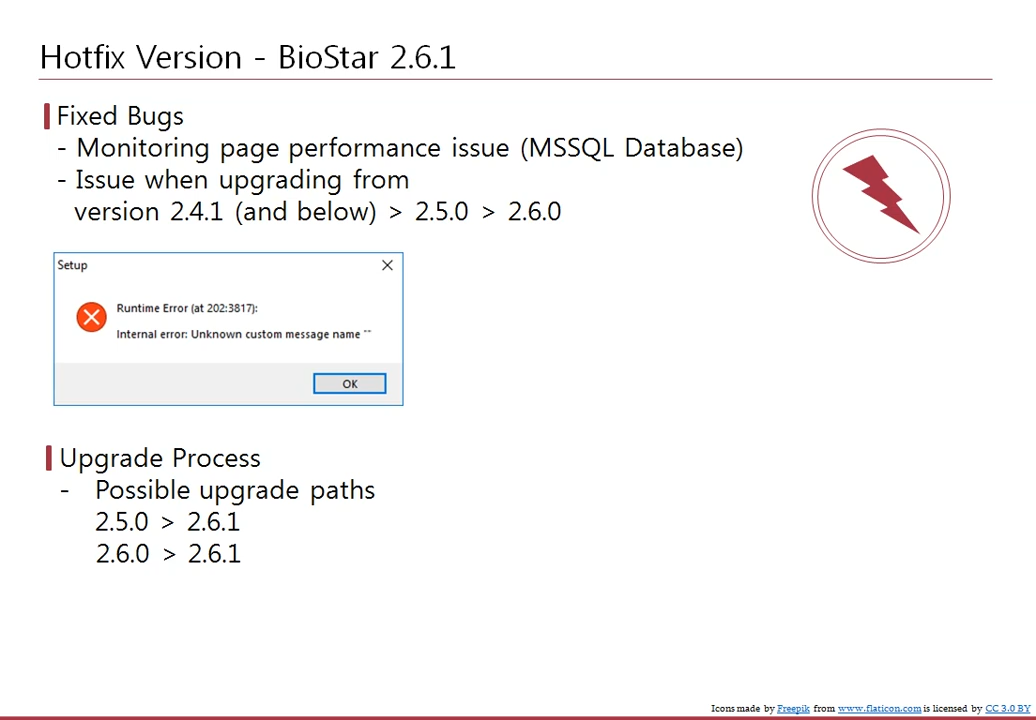 Hotfix Version - BioStar 2.6.1
Fixed Bugs
- Monitoring page performance issue (MSSQL Database)
- Issue when upgrading from
version 2.4.1 (and below) > 2.5.0 > 2.6.0
Setup
Runtime Error (at 202:3817):
Internal error: Unknown custom message name ""
OK
Upgrade Process
- Possible upgrade paths
2.5.0 > 2.6.1
2.6.0 > 2.6.1
Icons made by Freepik from www.flaticon.com is licensed by CC 3.0 BY